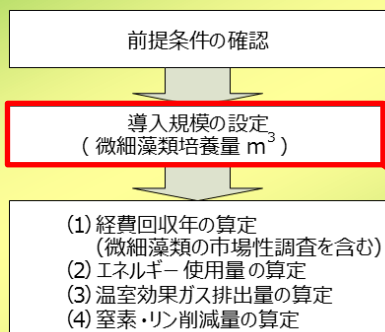 前提条件の確認
導入規模の設定
(微細藻類培養量 m³)
(1)経費回収年の算定
(微細藻類の市場性調査を含む)
(2)エネルギー使用量の算定
(3)温室効果ガス排出量の算定
(4)窒素・リン削減量の算定